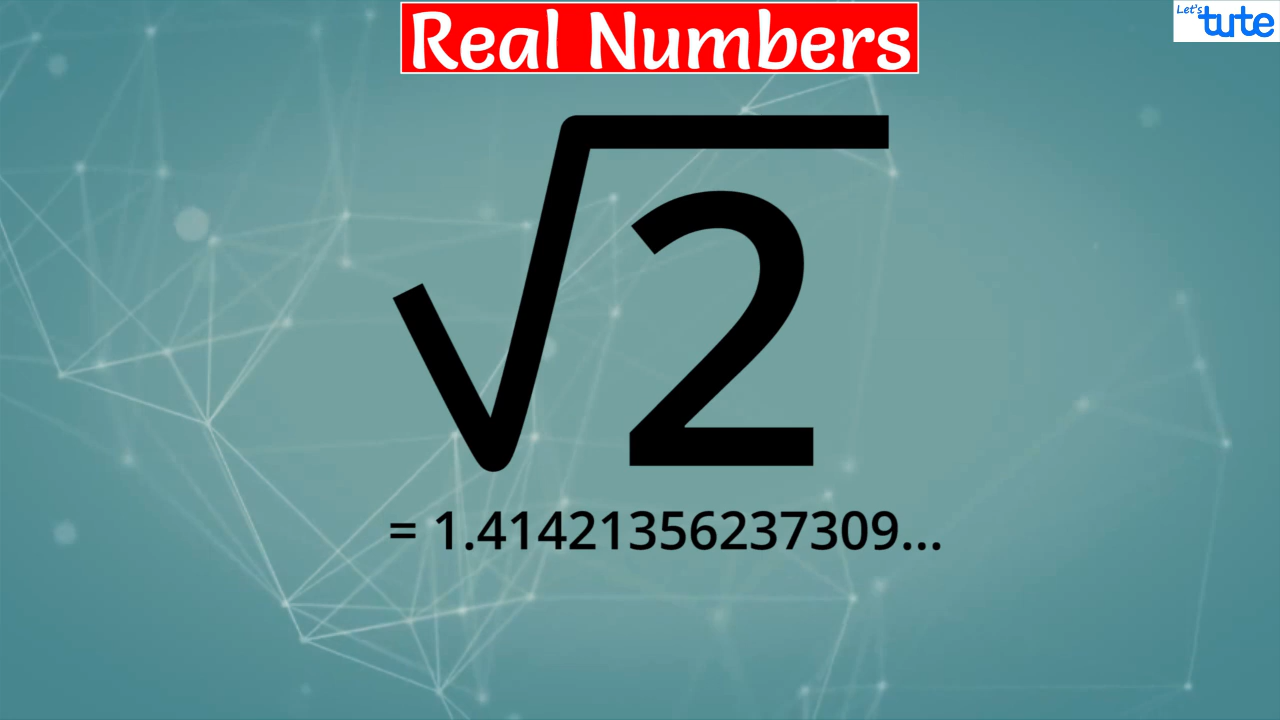 Real Numbers
Let's
tute
√2
= 1.41421356237309...